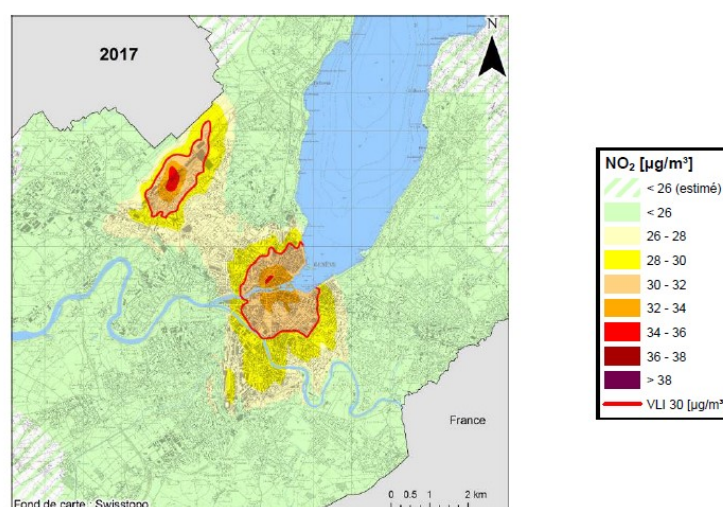 2017
N
GENÈVE
France
0 0.5 1 2 km
Fond de carte : Swisstopo
NO₂ [µg/m³]
< 26 (estimé)
< 26
26 - 28
28 - 30
30 - 32
32 - 34
34 - 36
36 - 38
> 38
VLI 30 [µg/m³